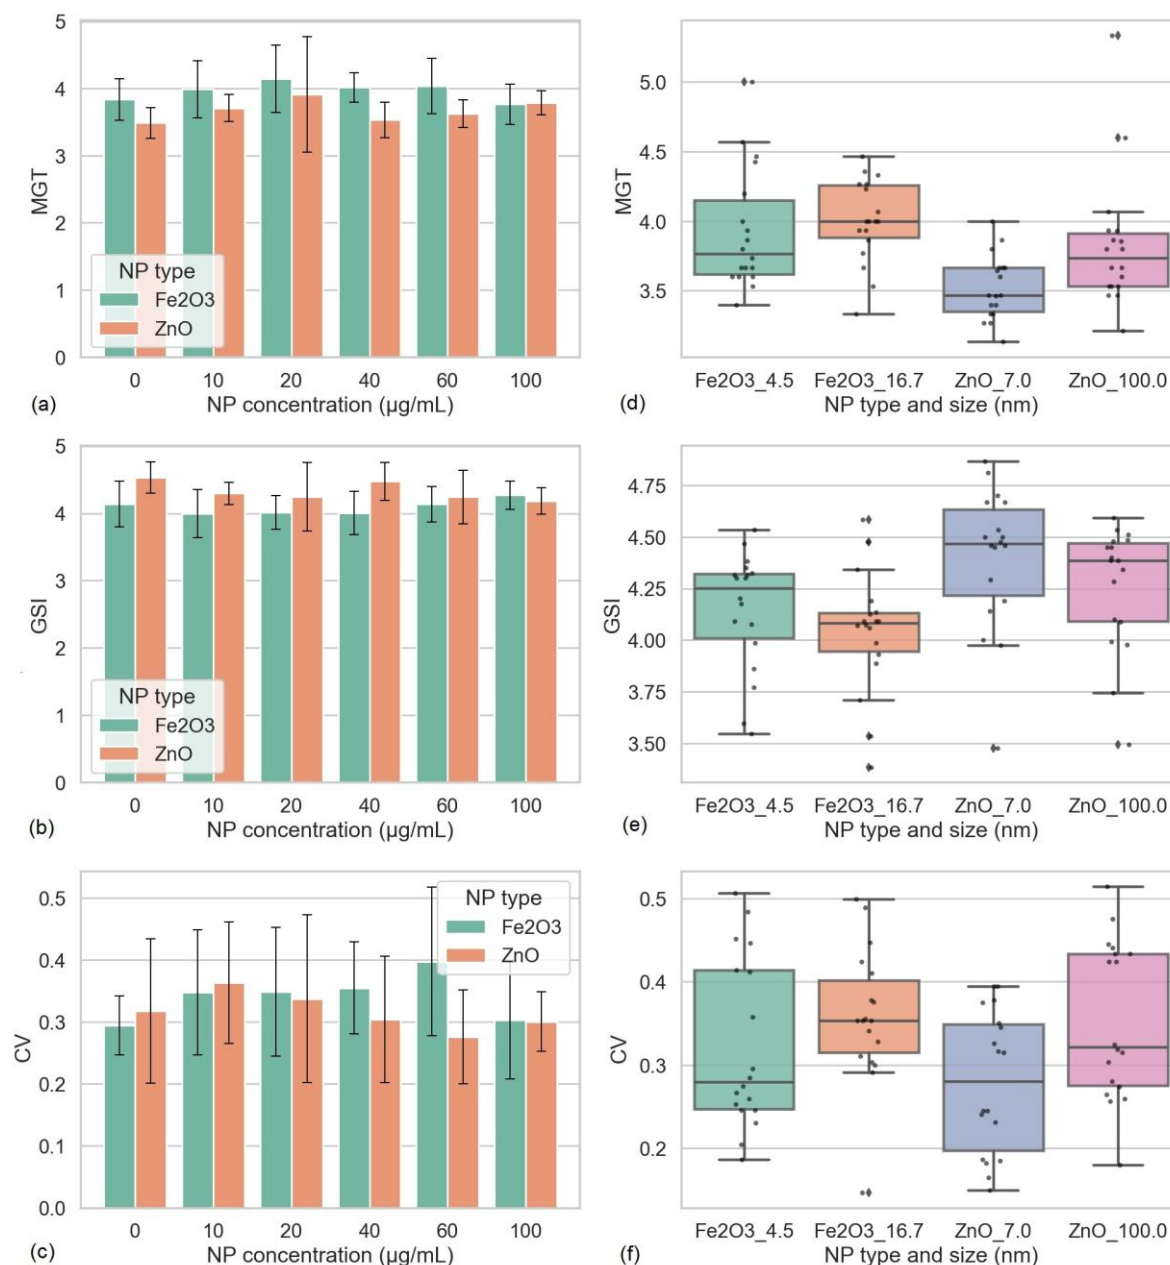 5
4
3
2
1
0
MGT
NP type
Fe2O3
ZnO
0 10 20 40 60 100
NP concentration (µg/mL)
(a)
5.0
4.5
4.0
3.5
MGT
Fe2O3_4.5 Fe2O3_16.7 ZnO_7.0 ZnO_100.0
NP type and size (nm)
(d)
5
4
3
2
1
0
GSI
NP type
Fe2O3
ZnO
0 10 20 40 60 100
NP concentration (µg/mL)
(b)
4.75
4.50
4.25
4.00
3.75
3.50
GSI
Fe2O3_4.5 Fe2O3_16.7 ZnO_7.0 ZnO_100.0
NP type and size (nm)
(e)
0.5
0.4
0.3
0.2
0.1
0.0
CV
NP type
Fe2O3
ZnO
0 10 20 40 60 100
NP concentration (µg/mL)
(c)
0.5
0.4
0.3
0.2
CV
Fe2O3_4.5 Fe2O3_16.7 ZnO_7.0 ZnO_100.0
NP type and size (nm)
(f)